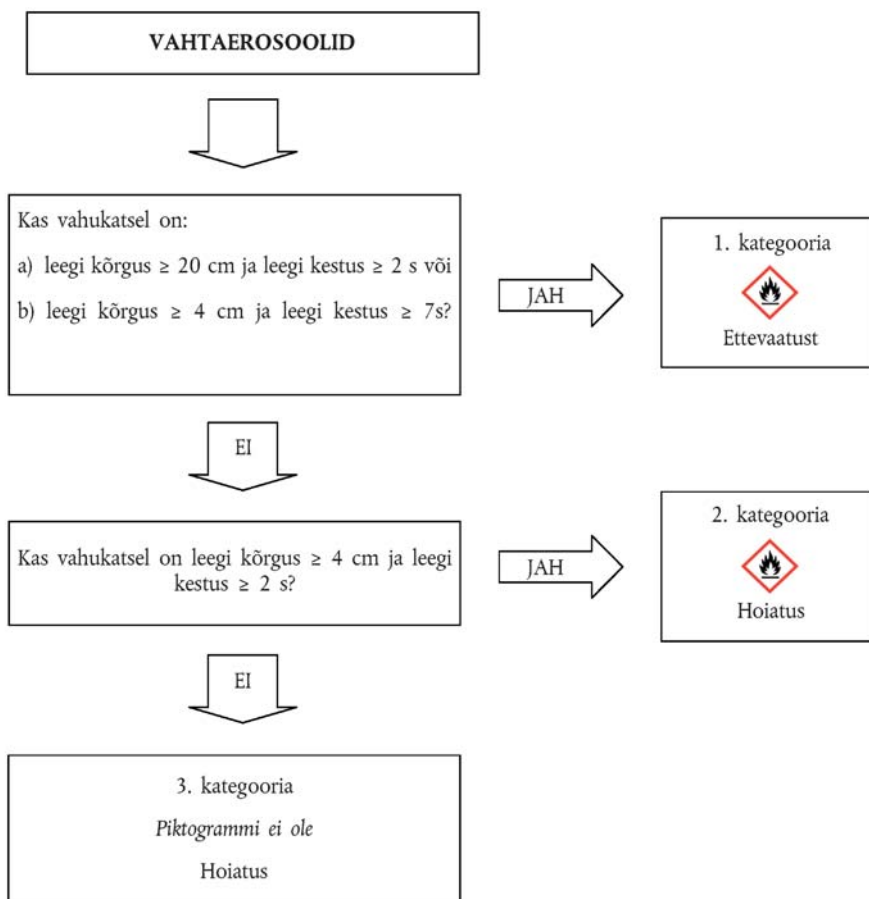 VAHTAEROSOOLID
Kas vahukatsel on:
a) leegi kõrgus ≥ 20 cm ja leegi kestus ≥ 2 s või
b) leegi kõrgus ≥ 4 cm ja leegi kestus ≥ 7s?
JAH
1. kategooria
Ettevaatust
EI
Kas vahukatsel on leegi kõrgus ≥ 4 cm ja leegi
kestus ≥ 2 s?
JAH
2. kategooria
Hoiatus
EI
3. kategooria
Piktogrammi ei ole
Hoiatus